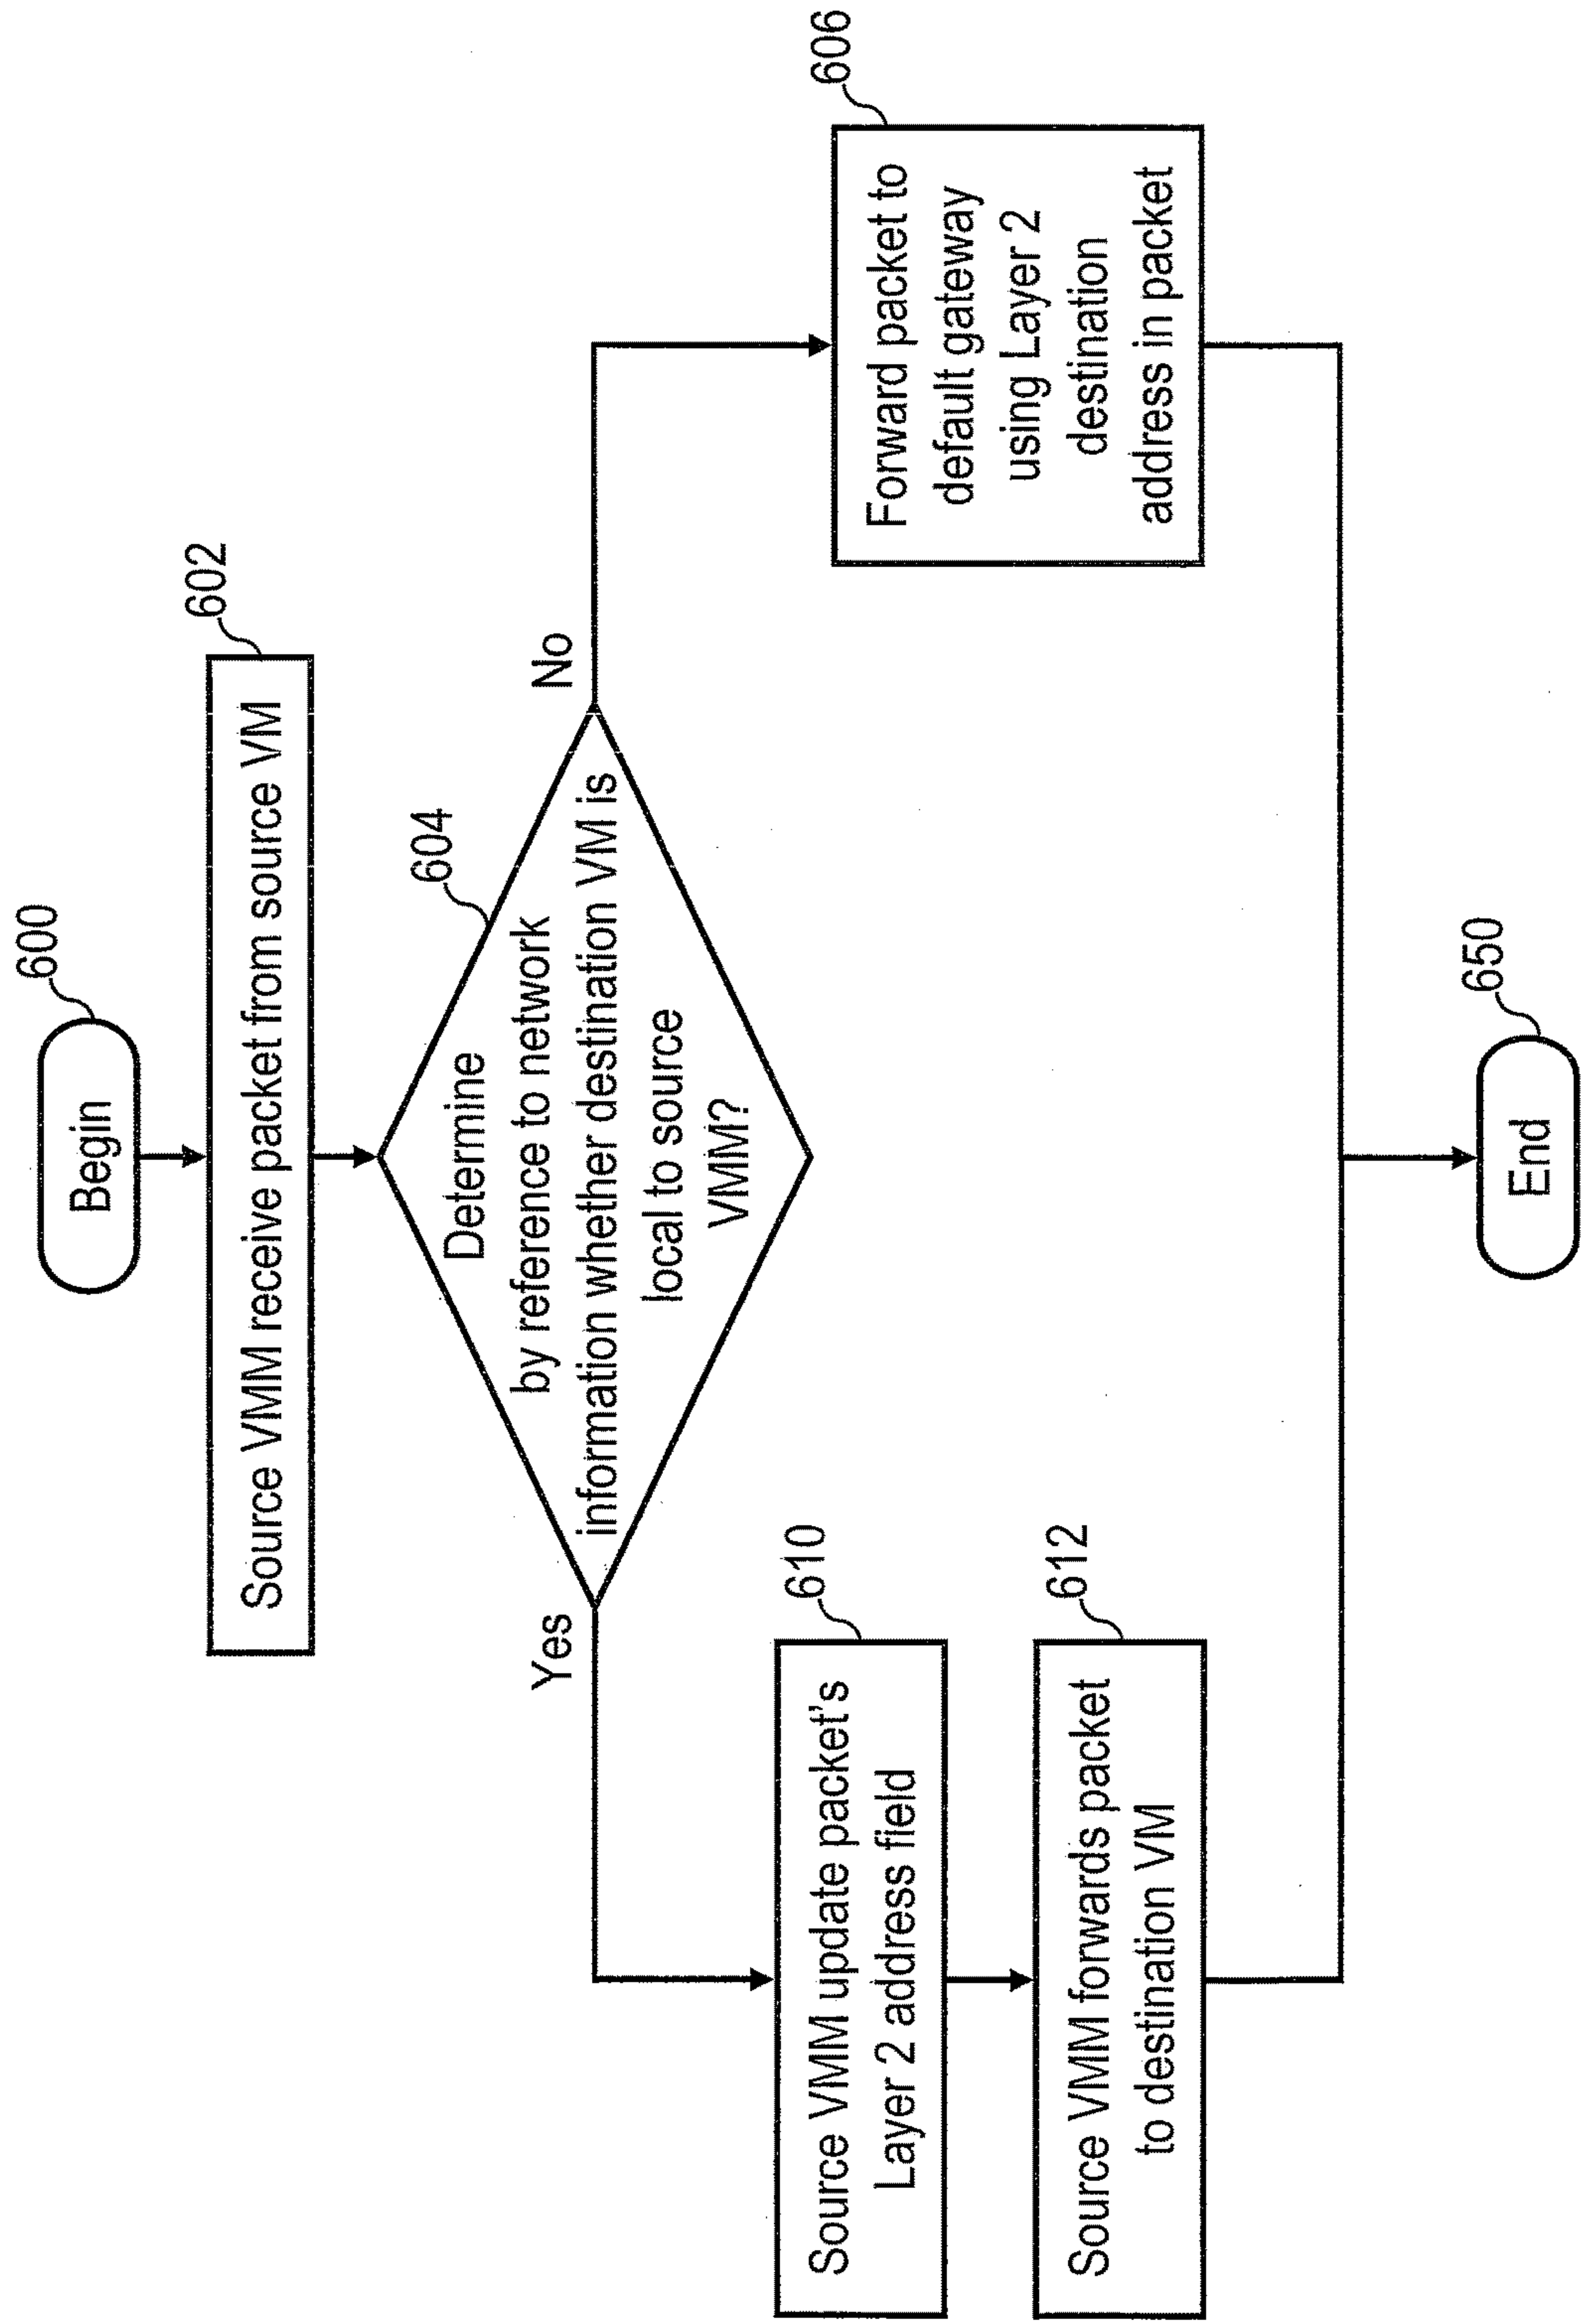 600
Begin
602
Source VMM receive packet from source VM
604
Determine
by reference to network
information whether destination VM is
local to source
VMM?
Yes
No
610
Source VMM update packet's
Layer 2 address field
612
Source VMM forwards packet
to destination VM
606
Forward packet to
default gateway
using Layer 2
destination
address in packet
650
End